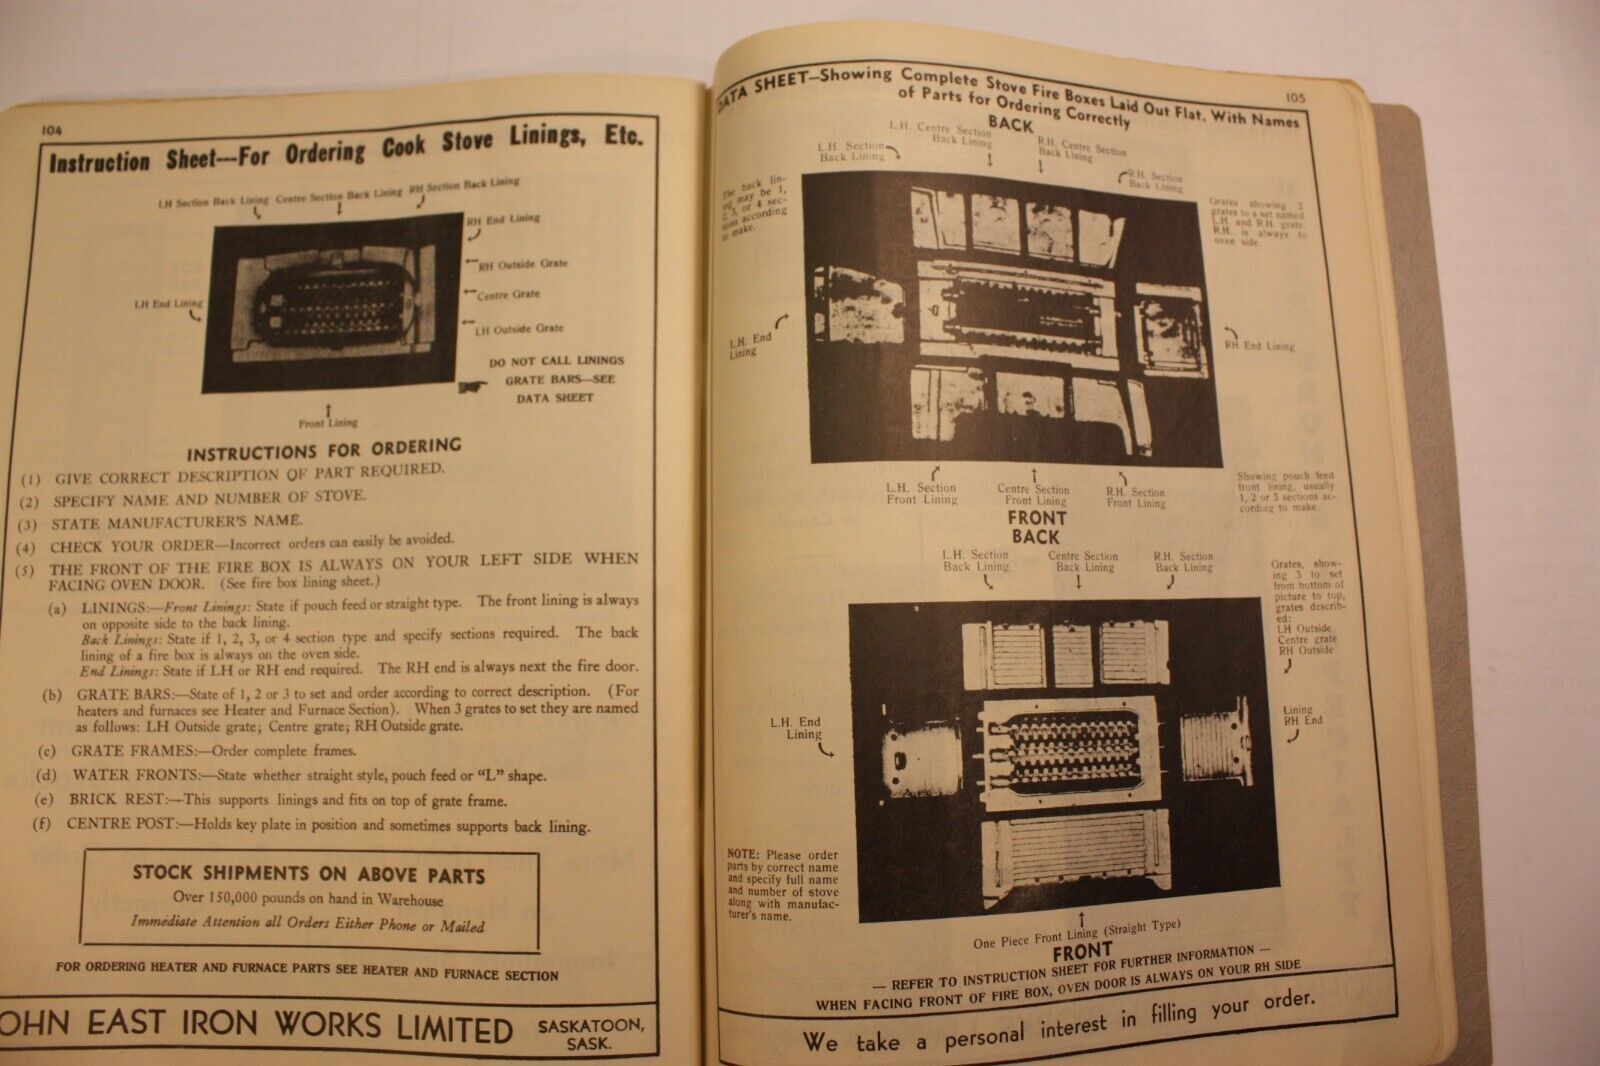 104
Instruction Sheet---For Ordering Cook Stove Linings, Etc.
LH Section Back Lining Centre Section Back Lining RH Section Back Lining
RH End Lining
RH Outside Grate
Centre Grate
LH End Lining
LH Outside Grate
DO NOT CALL LININGS
GRATE BARS—SEE
DATA SHEET
Front Lining
INSTRUCTIONS FOR ORDERING
(1) GIVE CORRECT DESCRIPTION OF PART REQUIRED.
(2) SPECIFY NAME AND NUMBER OF STOVE.
(3) STATE MANUFACTURER'S NAME.
(4) CHECK YOUR ORDER—Incorrect orders can easily be avoided.
(5) THE FRONT OF THE FIRE BOX IS ALWAYS ON YOUR LEFT SIDE WHEN
FACING OVEN DOOR. (See fire box lining sheet.)
(a) LININGS:—Front Linings: State if pouch feed or straight type. The front lining is always
on opposite side to the back lining.
Back Linings: State if 1, 2, 3, or 4 section type and specify sections required. The back
lining of a fire box is always on the oven side.
End Linings: State if LH or RH end required. The RH end is always next the fire door.
(b) GRATE BARS:—State of 1, 2 or 3 to set and order according to correct description. (For
heaters and furnaces see Heater and Furnace Section). When 3 grates to set they are named
as follows: LH Outside grate; Centre grate; RH Outside grate.
(c) GRATE FRAMES:—Order complete frames.
(d) WATER FRONTS:—State whether straight style, pouch feed or "L" shape.
(e) BRICK REST:—This supports linings and fits on top of grate frame.
(f) CENTRE POST:—Holds key plate in position and sometimes supports back lining.
STOCK SHIPMENTS ON ABOVE PARTS
Over 150,000 pounds on hand in Warehouse
Immediate Attention all Orders Either Phone or Mailed
FOR ORDERING HEATER AND FURNACE PARTS SEE HEATER AND FURNACE SECTION
OHN EAST IRON WORKS LIMITED SASKATOON,
SASK.
105
DATA SHEET—Showing Complete Stove Fire Boxes Laid Out Flat, With Names
of Parts for Ordering Correctly
BACK
L.H. Section
Back Lining
L.H. Centre Section
Back Lining
R.H. Centre Section
Back Lining
R.H. Section
Back Lining
The back lin-
ing may be 1,
2, 3, or 4 sec-
tions according
to make.
Grates showing 2
grates to a set named
L.H. and R.H. grate.
R.H. is always to
oven side.
L.H. End
Lining
RH End Lining
L.H. Section
Front Lining
Centre Section
Front Lining
R.H. Section
Front Lining
Showing pouch feed
front lining, usually
1, 2 or 3 sections ac-
cording to make.
FRONT
BACK
L.H. Section
Back Lining
Centre Section
Back Lining
R.H. Section
Back Lining
Grates, show-
ing 3 to set
from bottom of
picture to top,
grates describ-
ed:
LH Outside
Centre grate
RH Outside
L.H. End
Lining
Lining
RH End
NOTE: Please order
parts by correct name
and specify full name
and number of stove
along with manufac-
turer's name.
One Piece Front Lining (Straight Type)
FRONT
— REFER TO INSTRUCTION SHEET FOR FURTHER INFORMATION —
WHEN FACING FRONT OF FIRE BOX, OVEN DOOR IS ALWAYS ON YOUR RH SIDE
We take a personal interest in filling your order.